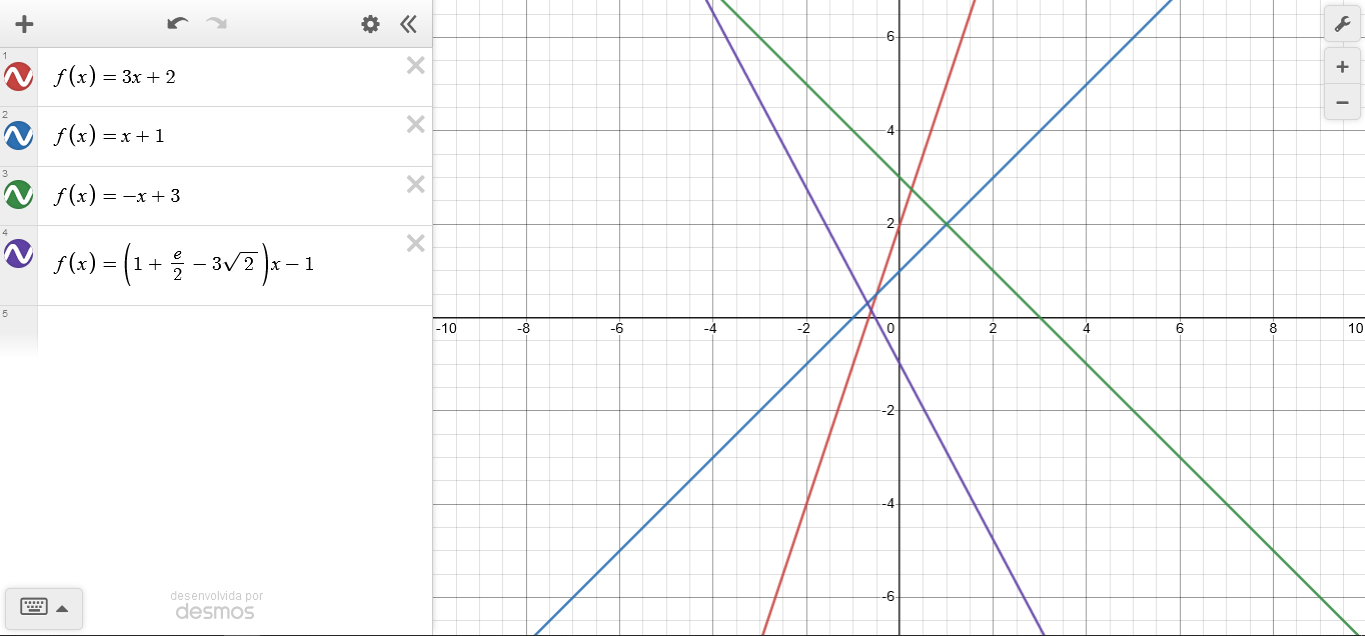 1
f(x) = 3x + 2
2
f(x) = x + 1
3
f(x) = −x + 3
4
f(x) = (1 + e/2 − 3√2)x − 1
5
desenvolvida por
desmos
6
4
2
-10 -8 -6 -4 -2 0 2 4 6 8 10
-2
-4
-6